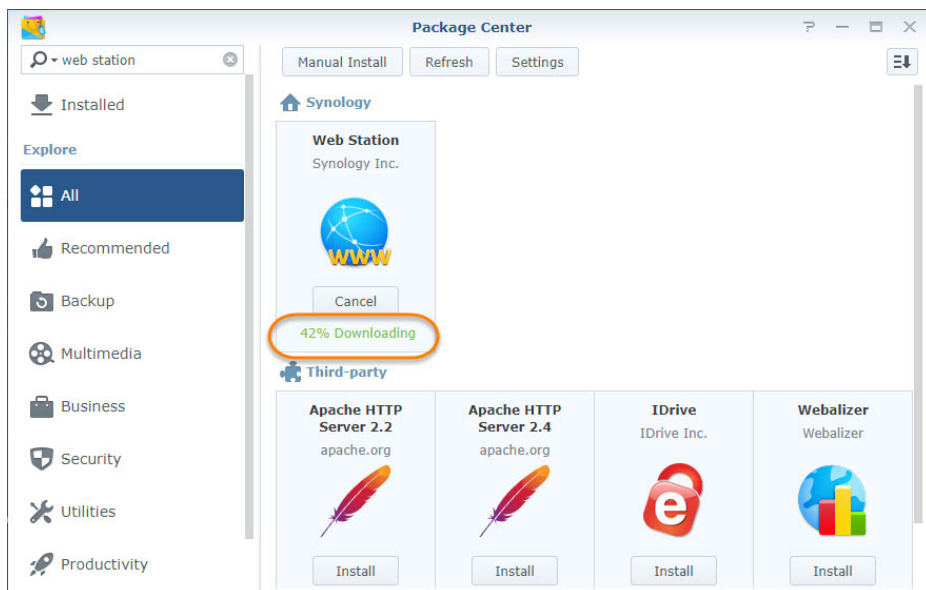 Package Center
web station
Manual Install
Refresh
Settings
Installed
Explore
All
Recommended
Backup
Multimedia
Business
Security
Utilities
Productivity
Synology
Web Station
Synology Inc.
WWW
Cancel
42% Downloading
Third-party
Apache HTTP
Server 2.2
apache.org
Install
Apache HTTP
Server 2.4
apache.org
Install
IDrive
IDrive Inc.
e
Install
Webalizer
Webalizer
Install